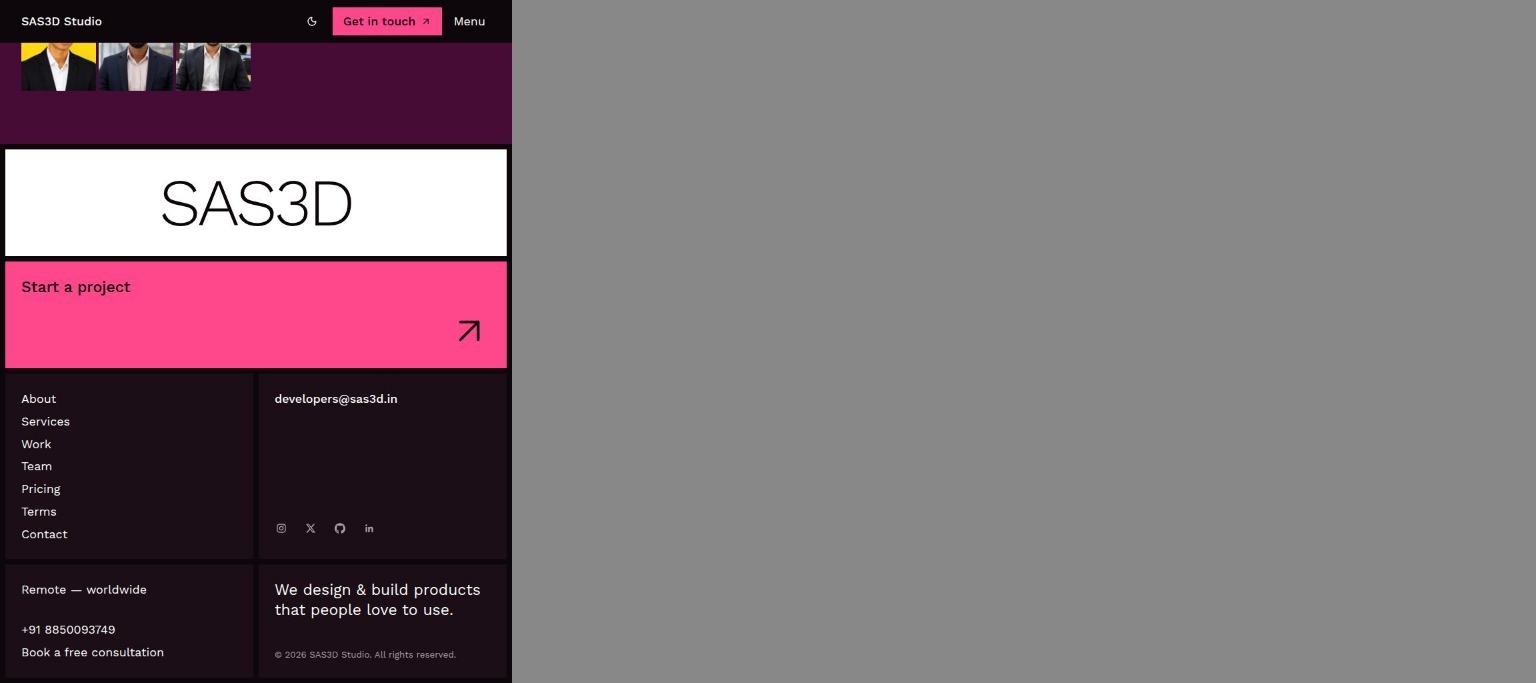 SAS3D Studio
Get in touch
Menu
SAS3D
Start a project
About
Services
Work
Team
Pricing
Terms
Contact
developers@sas3d.in
Remote — worldwide
+91 8850093749
Book a free consultation
We design & build products
that people love to use.
© 2026 SAS3D Studio. All rights reserved.